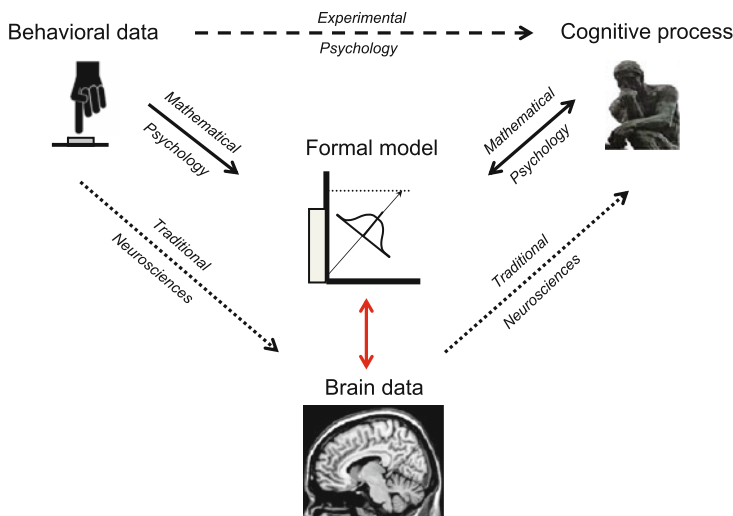 Experimental
Behavioral data
Cognitive process
Psychology
Mathematical
Psychology
Formal model
Mathematical
Psychology
Traditional
Neurosciences
Traditional
Neurosciences
Brain data